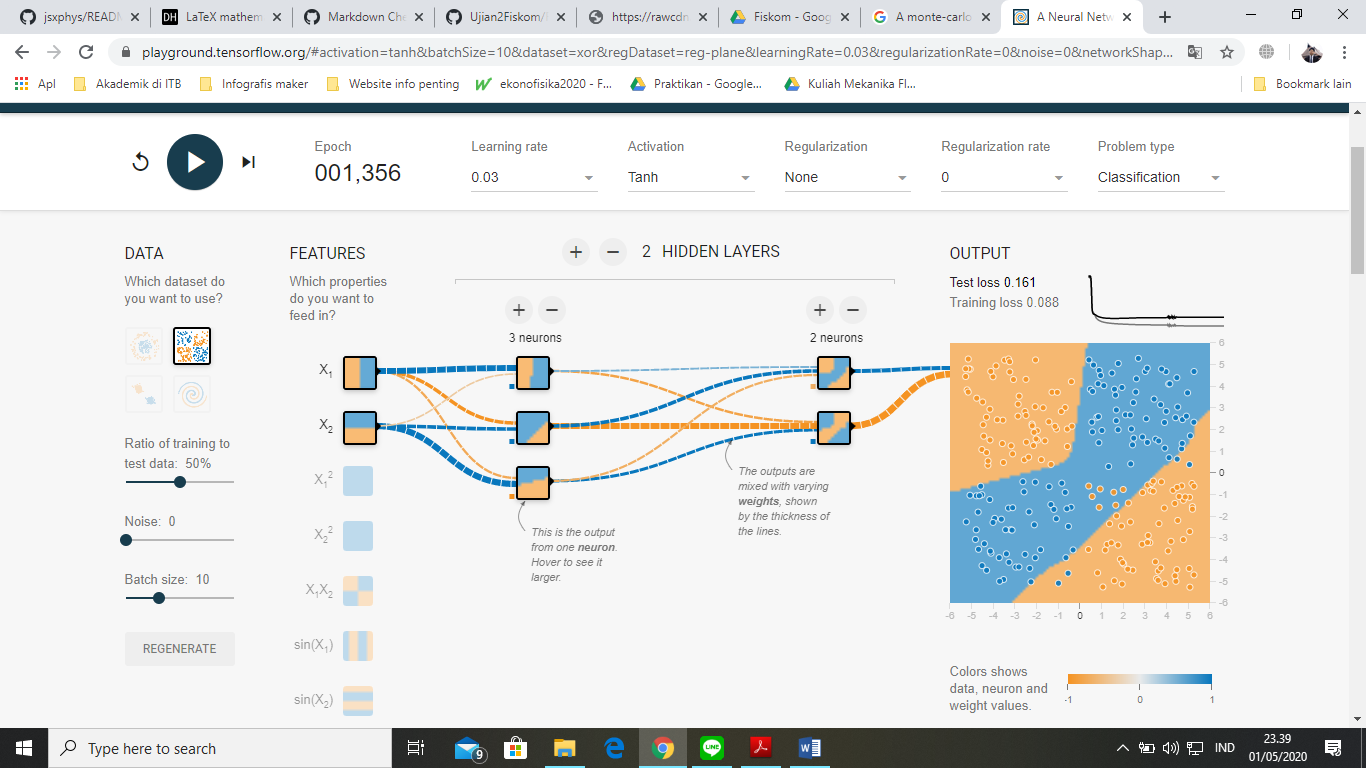 jsxphys/READM
LaTeX mathem
Markdown Che
Ujian2Fiskom/
https://rawcdn.
Fiskom - Goog
A monte-carlo
A Neural Netw
playground.tensorflow.org/#activation=tanh&batchSize=10&dataset=xor&regDataset=reg-plane&learningRate=0.03&regularizationRate=0&noise=0&networkShap...
Apl
Akademik di ITB
Infografis maker
Website info penting
ekonofisika2020 - F...
Praktikan - Google...
Kuliah Mekanika Fl...
Bookmark lain
Epoch
001,356
Learning rate
0.03
Activation
Tanh
Regularization
None
Regularization rate
0
Problem type
Classification
DATA
Which dataset do
you want to use?
Ratio of training to
test data: 50%
Noise: 0
Batch size: 10
REGENERATE
FEATURES
Which properties
do you want to
feed in?
X1
X2
X1²
X2²
X1X2
sin(X1)
sin(X2)
+ − 2 HIDDEN LAYERS
+ −
3 neurons
+ −
2 neurons
This is the output
from one neuron.
Hover to see it
larger.
The outputs are
mixed with varying
weights, shown
by the thickness of
the lines.
OUTPUT
Test loss 0.161
Training loss 0.088
6
5
4
3
2
1
0
-1
-2
-3
-4
-5
-6
-6 -5 -4 -3 -2 -1 0 1 2 3 4 5 6
Colors shows
data, neuron and
weight values.
-1 0 1
Type here to search
9
IND
23.39
01/05/2020